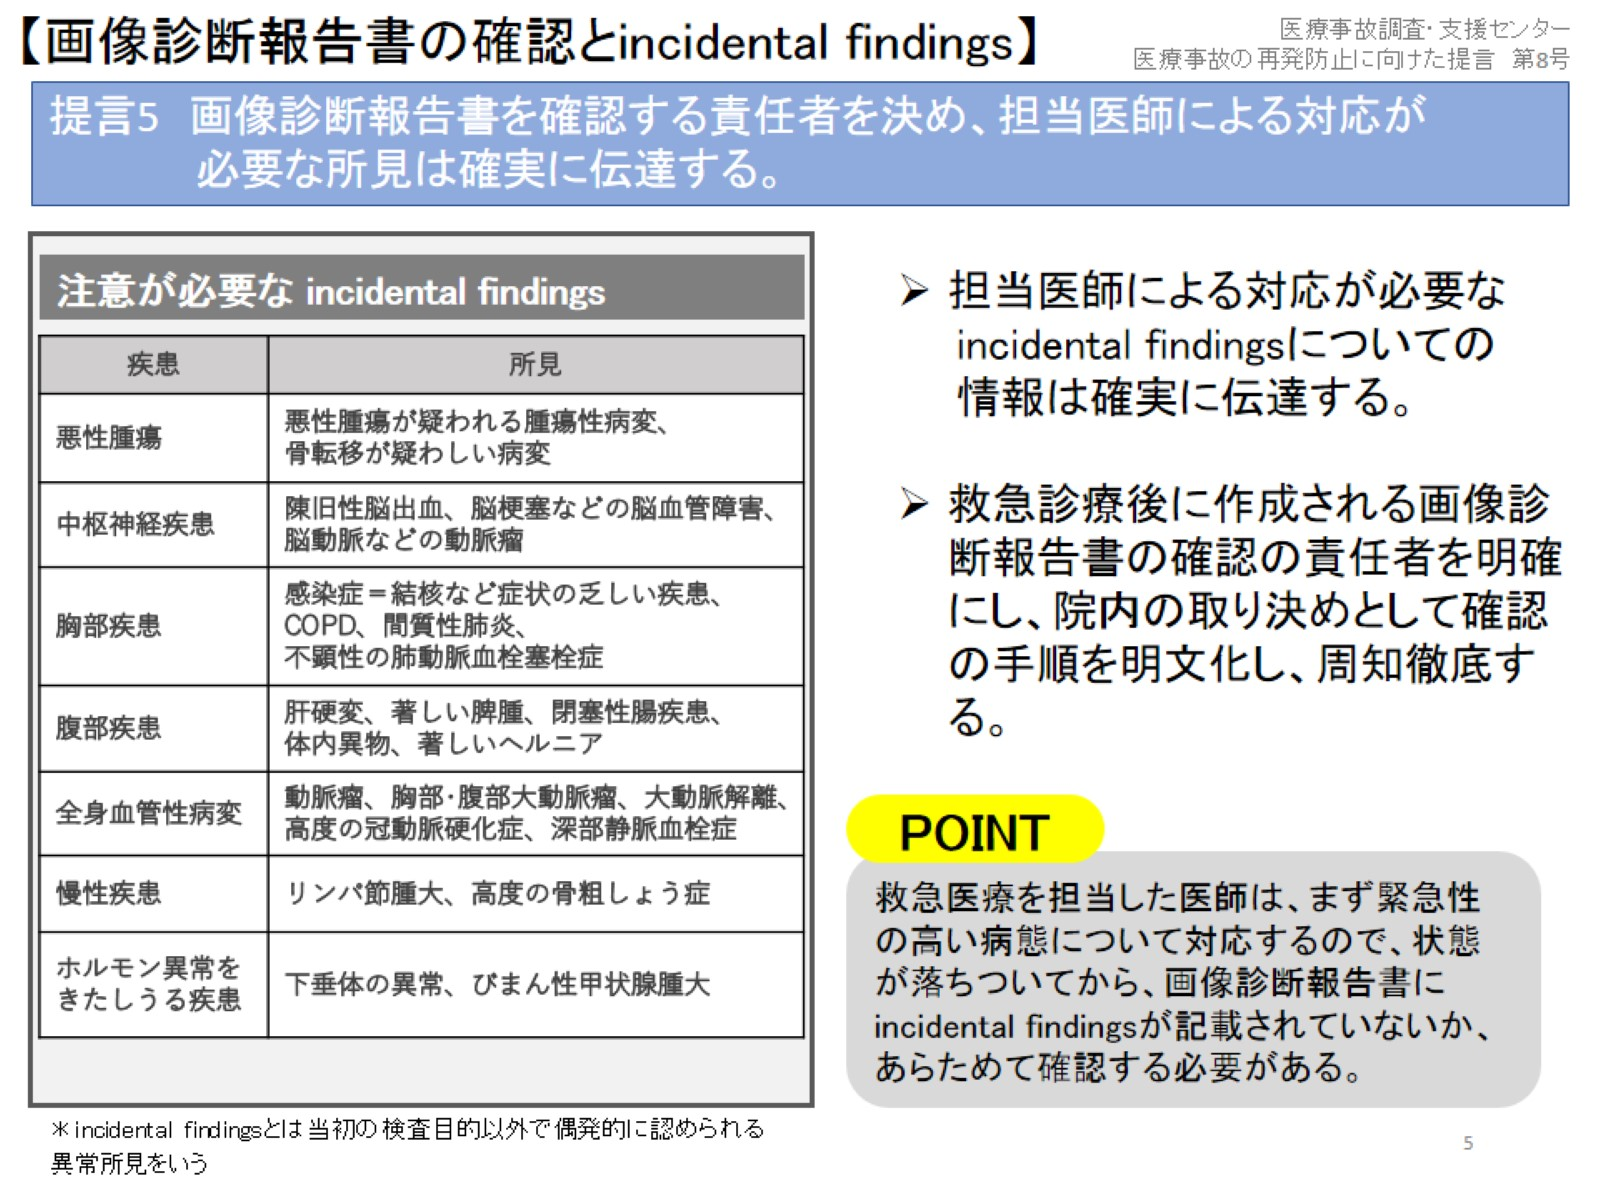 【画像診断報告書の確認とincidental findings】
医療事故調査・支援センター
医療事故の再発防止に向けた提言 第8号
提言5 画像診断報告書を確認する責任者を決め、担当医師による対応が
必要な所見は確実に伝達する。
注意が必要な incidental findings
疾患 所見
悪性腫瘍
悪性腫瘍が疑われる腫瘍性病変、
骨転移が疑わしい病変
中枢神経疾患
陳旧性脳出血、脳梗塞などの脳血管障害、
脳動脈などの動脈瘤
胸部疾患
感染症＝結核など症状の乏しい疾患、
COPD、間質性肺炎、
不顕性の肺動脈血栓塞栓症
腹部疾患
肝硬変、著しい脾腫、閉塞性腸疾患、
体内異物、著しいヘルニア
全身血管性病変
動脈瘤、胸部・腹部大動脈瘤、大動脈解離、
高度の冠動脈硬化症、深部静脈血栓症
慢性疾患
リンパ節腫大、高度の骨粗しょう症
ホルモン異常を
きたしうる疾患
下垂体の異常、びまん性甲状腺腫大
＊incidental findingsとは当初の検査目的以外で偶発的に認められる
異常所見をいう
➢ 担当医師による対応が必要な
incidental findingsについての
情報は確実に伝達する。
➢ 救急診療後に作成される画像診
断報告書の確認の責任者を明確
にし、院内の取り決めとして確認
の手順を明文化し、周知徹底す
る。
POINT
救急医療を担当した医師は、まず緊急性
の高い病態について対応するので、状態
が落ちついてから、画像診断報告書に
incidental findingsが記載されていないか、
あらためて確認する必要がある。
5